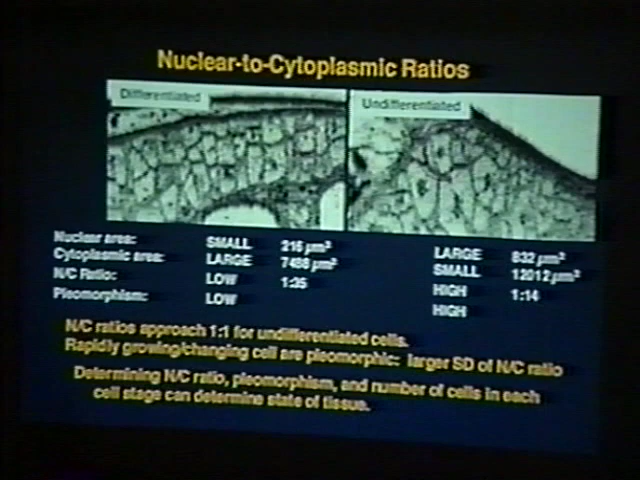 Nuclear-to-Cytoplasmic Ratios
Differentiated
Undifferentiated
Nuclear area: SMALL 216 µm² LARGE 832 µm²
Cytoplasmic area: LARGE 7486 µm² SMALL 12012 µm²
N/C Ratio: LOW 1:35 HIGH 1:14
Pleomorphism: LOW HIGH
N/C ratios approach 1:1 for undifferentiated cells.
Rapidly growing/changing cell are pleomorphic: larger SD of N/C ratio
Determining N/C ratio, pleomorphism, and number of cells in each
cell stage can determine state of tissue.